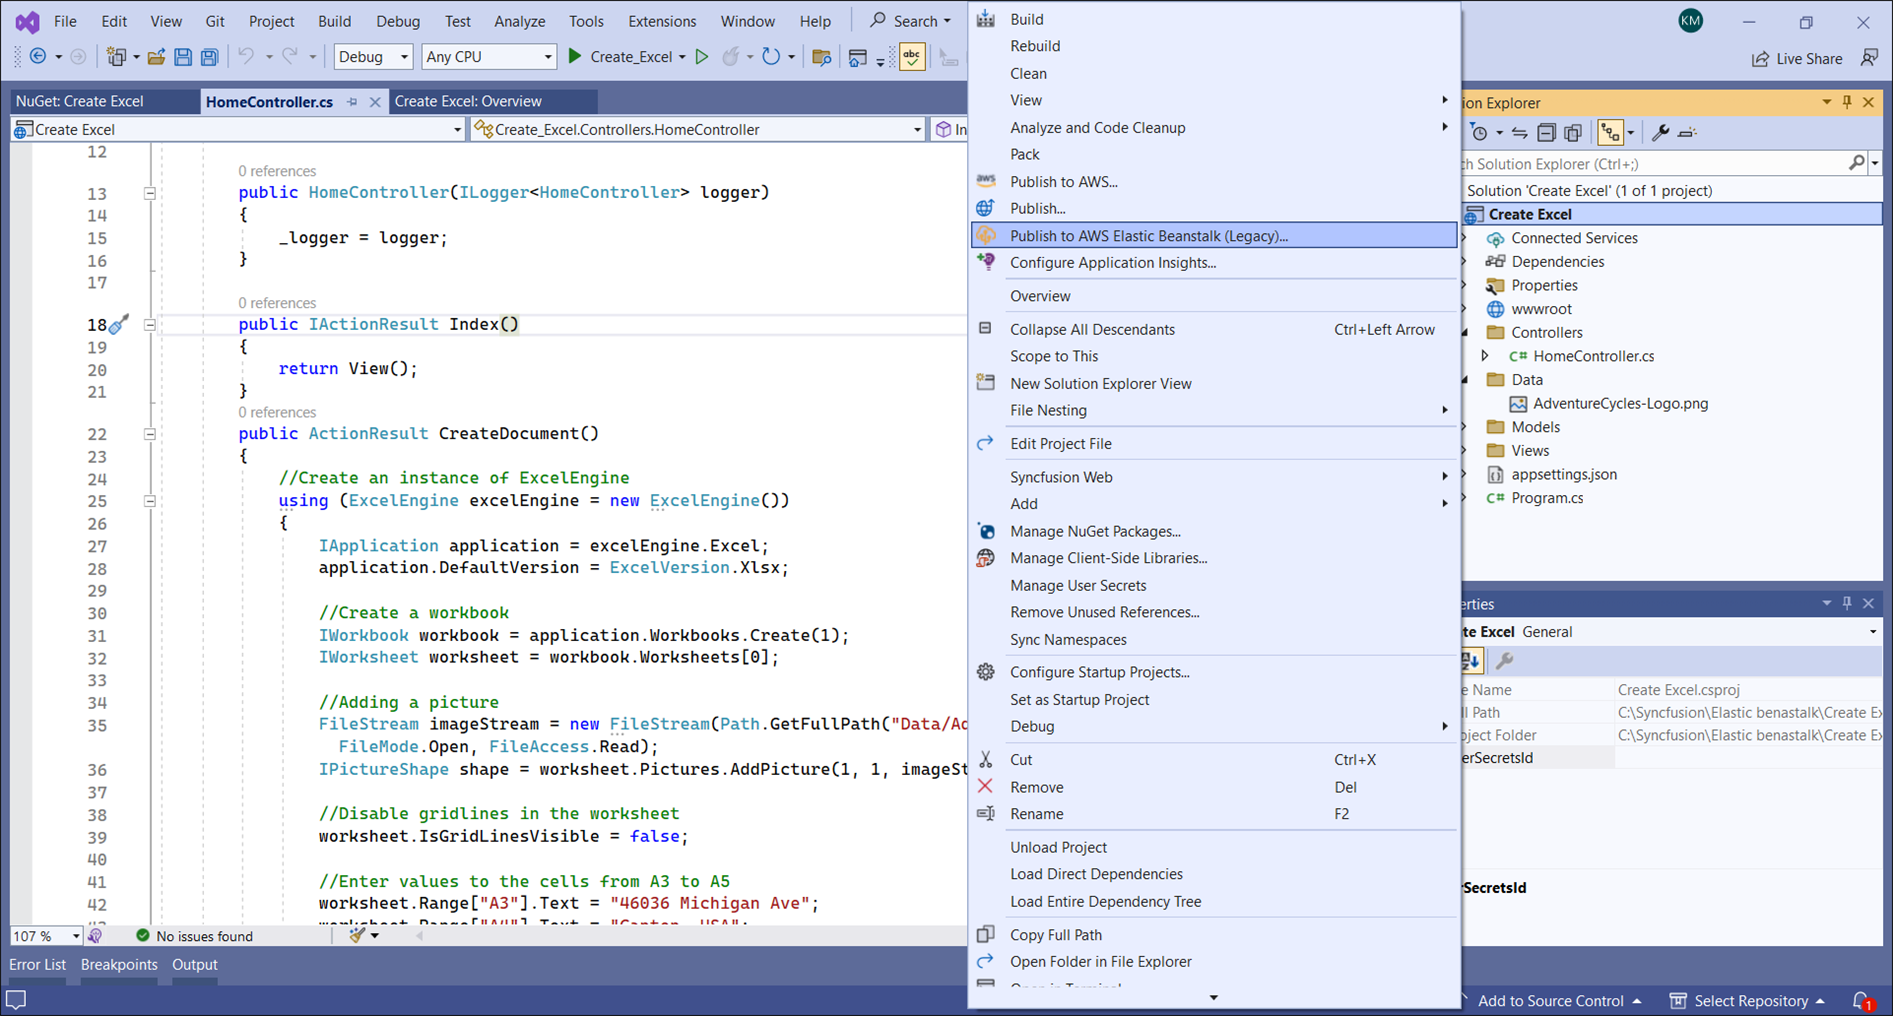 File Edit View Git Project Build Debug Test Analyze Tools Extensions Window Help Search KM
Debug Any CPU Create_Excel abc Live Share
NuGet: Create Excel HomeController.cs Create Excel: Overview
Create Excel Create_Excel.Controllers.HomeController In
12
0 references
13 public HomeController(ILogger<HomeController> logger)
14 {
15 _logger = logger;
16 }
17
0 references
18 public IActionResult Index()
19 {
20 return View();
21 }
0 references
22 public ActionResult CreateDocument()
23 {
24 //Create an instance of ExcelEngine
25 using (ExcelEngine excelEngine = new ExcelEngine())
26 {
27 IApplication application = excelEngine.Excel;
28 application.DefaultVersion = ExcelVersion.Xlsx;
29
30 //Create a workbook
31 IWorkbook workbook = application.Workbooks.Create(1);
32 IWorksheet worksheet = workbook.Worksheets[0];
33
34 //Adding a picture
35 FileStream imageStream = new FileStream(Path.GetFullPath("Data/Ad
FileMode.Open, FileAccess.Read);
36 IPictureShape shape = worksheet.Pictures.AddPicture(1, 1, imageSt
37
38 //Disable gridlines in the worksheet
39 worksheet.IsGridLinesVisible = false;
40
41 //Enter values to the cells from A3 to A5
42 worksheet.Range["A3"].Text = "46036 Michigan Ave";
107 % No issues found
Error List Breakpoints Output
Build
Rebuild
Clean
View
Analyze and Code Cleanup
Pack
aws Publish to AWS...
Publish...
Publish to AWS Elastic Beanstalk (Legacy)...
Configure Application Insights...
Overview
Collapse All Descendants Ctrl+Left Arrow
Scope to This
New Solution Explorer View
File Nesting
Edit Project File
Syncfusion Web
Add
Manage NuGet Packages...
Manage Client-Side Libraries...
Manage User Secrets
Remove Unused References...
Sync Namespaces
Configure Startup Projects...
Set as Startup Project
Debug
Cut Ctrl+X
Remove Del
Rename F2
Unload Project
Load Direct Dependencies
Load Entire Dependency Tree
Copy Full Path
Open Folder in File Explorer
ion Explorer
ch Solution Explorer (Ctrl+;)
Solution 'Create Excel' (1 of 1 project)
Create Excel
Connected Services
Dependencies
Properties
wwwroot
Controllers
C# HomeController.cs
Data
AdventureCycles-Logo.png
Models
Views
appsettings.json
C# Program.cs
erties
te Excel General
e Name Create Excel.csproj
ll Path C:\Syncfusion\Elastic benastalk\Create Ex
oject Folder C:\Syncfusion\Elastic benastalk\Create Ex
erSecretsId
rSecretsId
Add to Source Control Select Repository 1